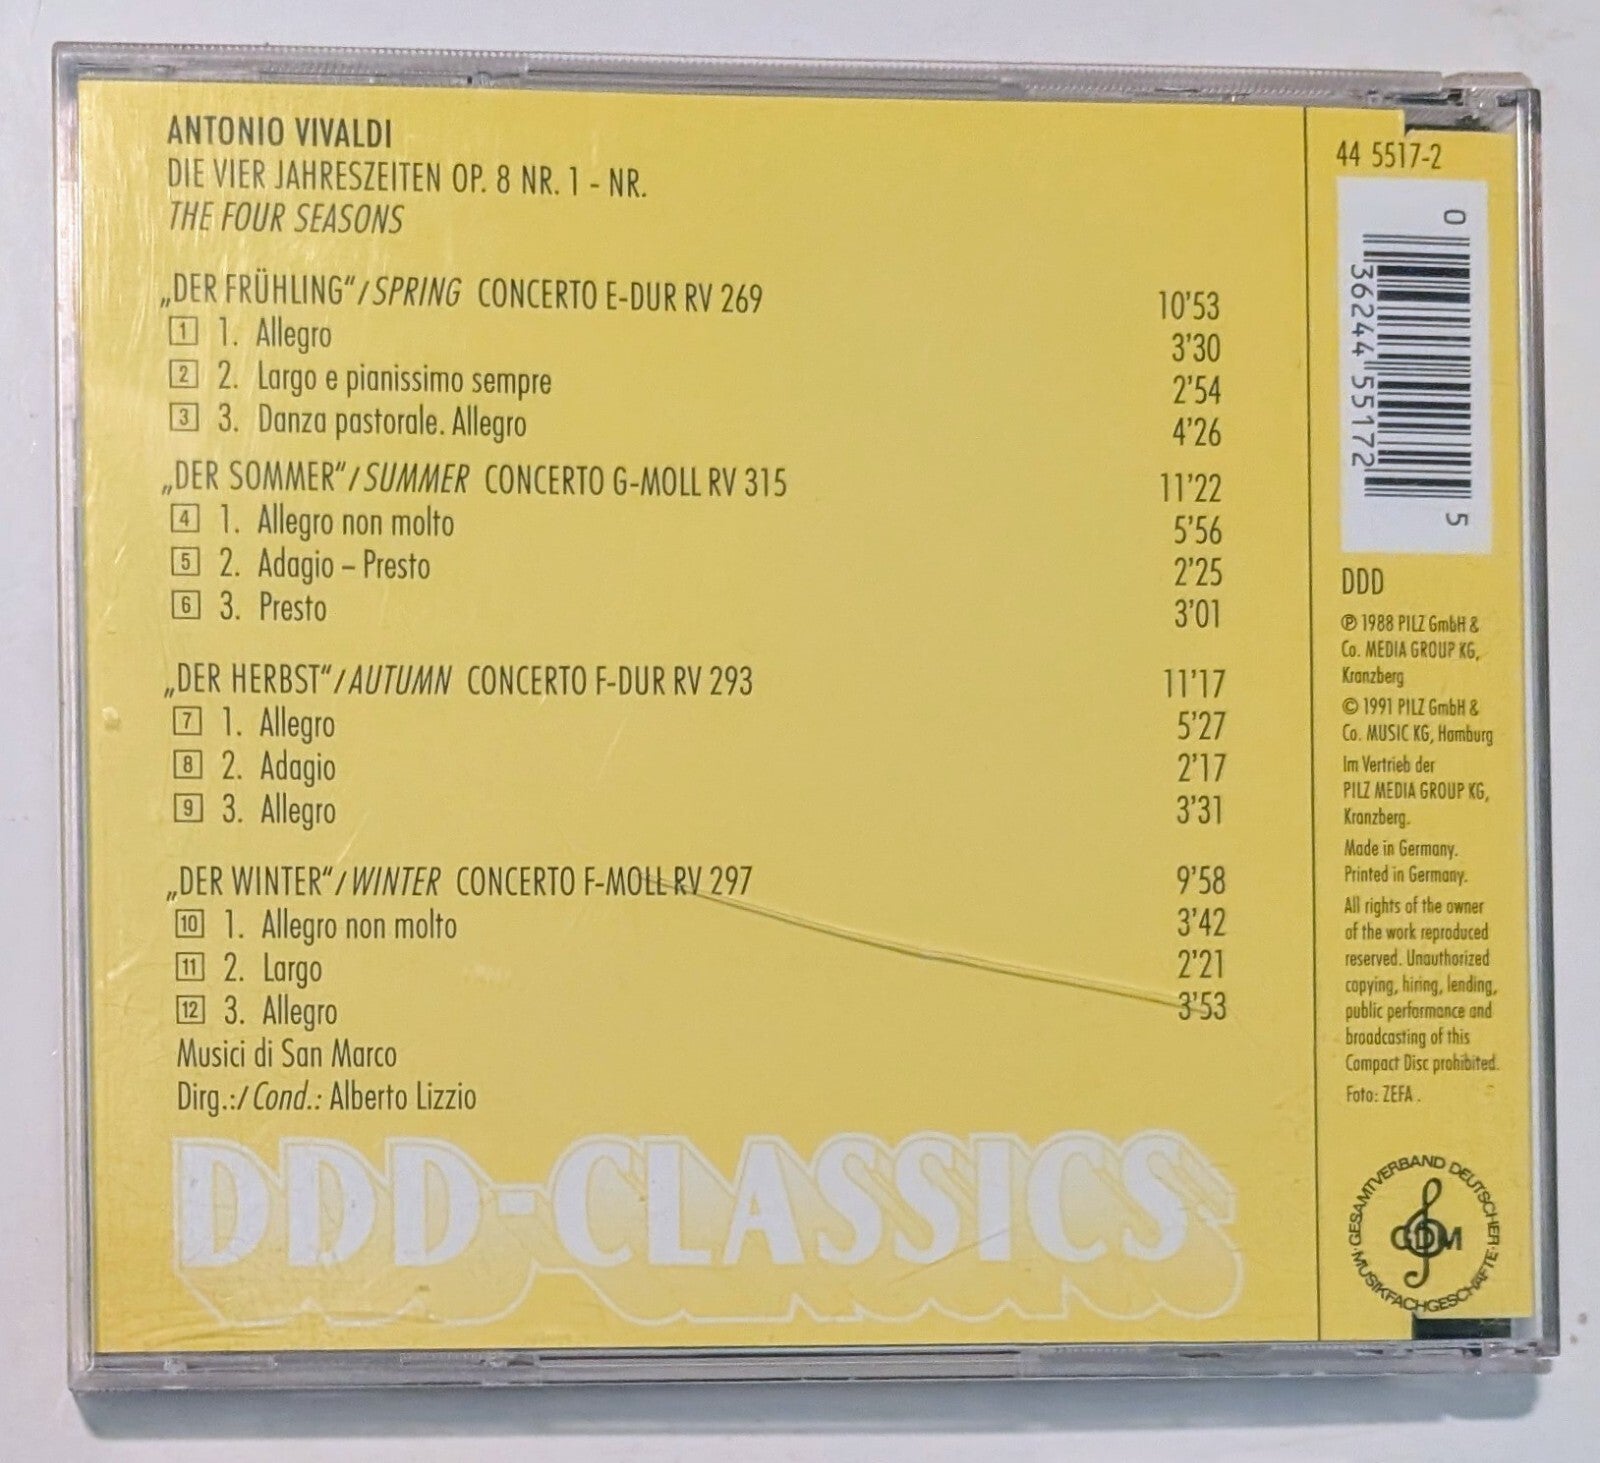 ANTONIO VIVALDI
DIE VIER JAHRESZEITEN OP. 8 NR. 1 - NR.
THE FOUR SEASONS
„DER FRÜHLING“/SPRING CONCERTO E-DUR RV 269 10'53
1 1. Allegro 3'30
2 2. Largo e pianissimo sempre 2'54
3 3. Danza pastorale. Allegro 4'26
„DER SOMMER“/SUMMER CONCERTO G-MOLL RV 315 11'22
4 1. Allegro non molto 5'56
5 2. Adagio – Presto 2'25
6 3. Presto 3'01
„DER HERBST“/AUTUMN CONCERTO F-DUR RV 293 11'17
7 1. Allegro 5'27
8 2. Adagio 2'17
9 3. Allegro 3'31
„DER WINTER“/WINTER CONCERTO F-MOLL RV 297 9'58
10 1. Allegro non molto 3'42
11 2. Largo 2'21
12 3. Allegro 3'53
Musici di San Marco
Dirg.:/Cond.: Alberto Lizzio
DDD-CLASSICS
44 5517-2
0 36244 55172 5
DDD
℗ 1988 PILZ GmbH &
Co. MEDIA GROUP KG,
Kranzberg
© 1991 PILZ GmbH &
Co. MUSIC KG, Hamburg
Im Vertrieb der
PILZ MEDIA GROUP KG,
Kranzberg.
Made in Germany.
Printed in Germany.
All rights of the owner
of the work reproduced
reserved. Unauthorized
copying, hiring, lending,
public performance and
broadcasting of this
Compact Disc prohibited.
Foto: ZEFA.
GESAMTVERBAND DEUTSCHER MUSIKFACHGESCHÄFTE
GDM